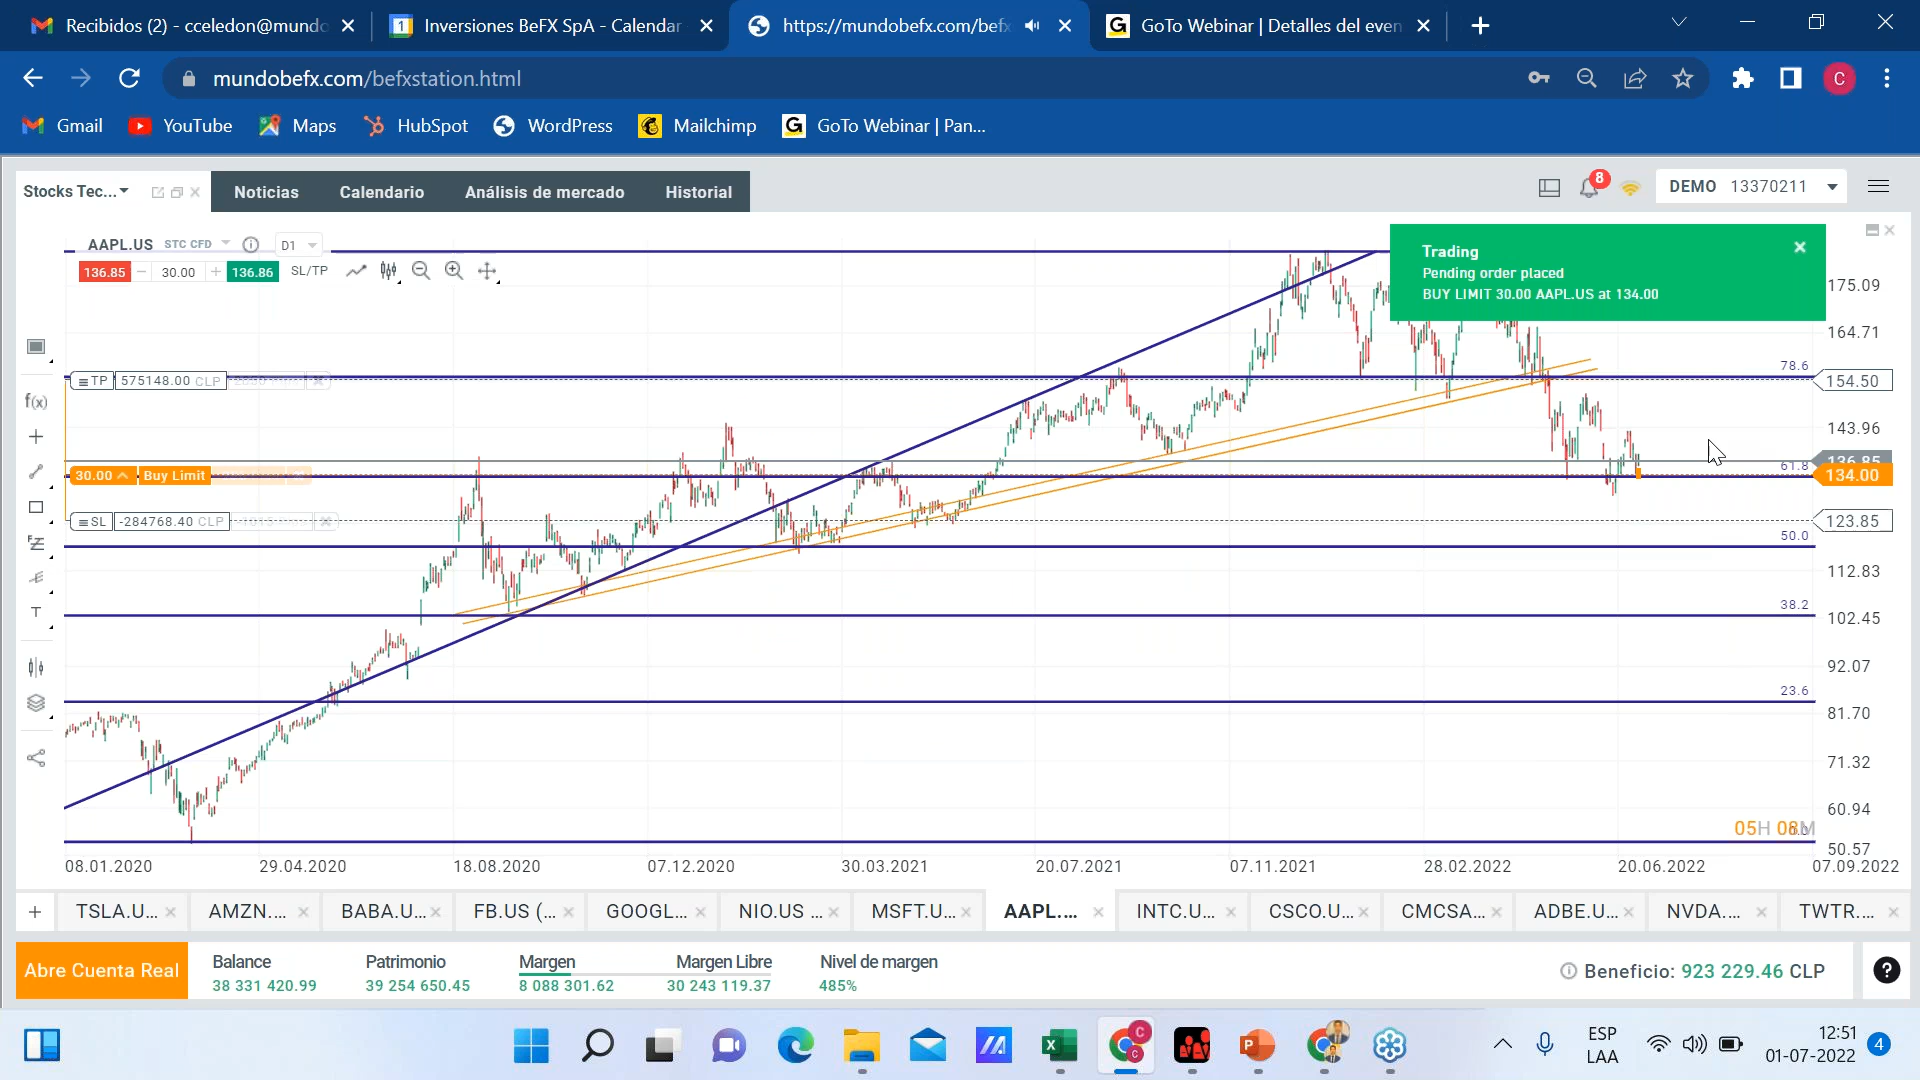 Recibidos (2) - cceledon@mundo
Inversiones BeFX SpA - Calendar
https://mundobefx.com/befx
GoTo Webinar | Detalles del even
mundobefx.com/befxstation.html
C
Gmail
YouTube
Maps
HubSpot
WordPress
Mailchimp
GoTo Webinar | Pan...
Stocks Tec...
Noticias
Calendario
Análisis de mercado
Historial
8
DEMO 13370211
AAPL.US STC CFD
D1
136.85
30.00
136.86
SL/TP
Trading
Pending order placed
BUY LIMIT 30.00 AAPL.US at 134.00
175.09
164.71
78.6
TP 575148.00 CLP
154.50
143.96
136.85
61.8
30.00 Buy Limit
134.00
SL -284768.40 CLP
123.85
50.0
112.83
38.2
102.45
92.07
23.6
81.70
71.32
60.94
05H 08M
50.57
08.01.2020
29.04.2020
18.08.2020
07.12.2020
30.03.2021
20.07.2021
07.11.2021
28.02.2022
20.06.2022
07.09.2022
TSLA.U...
AMZN....
BABA.U...
FB.US (...
GOOGL...
NIO.US ...
MSFT.U...
AAPL....
INTC.U...
CSCO.U...
CMCSA...
ADBE.U...
NVDA....
TWTR....
Abre Cuenta Real
Balance
38 331 420.99
Patrimonio
39 254 650.45
Margen
8 088 301.62
Margen Libre
30 243 119.37
Nivel de margen
485%
Beneficio: 923 229.46 CLP
ESP
LAA
12:51
01-07-2022
4